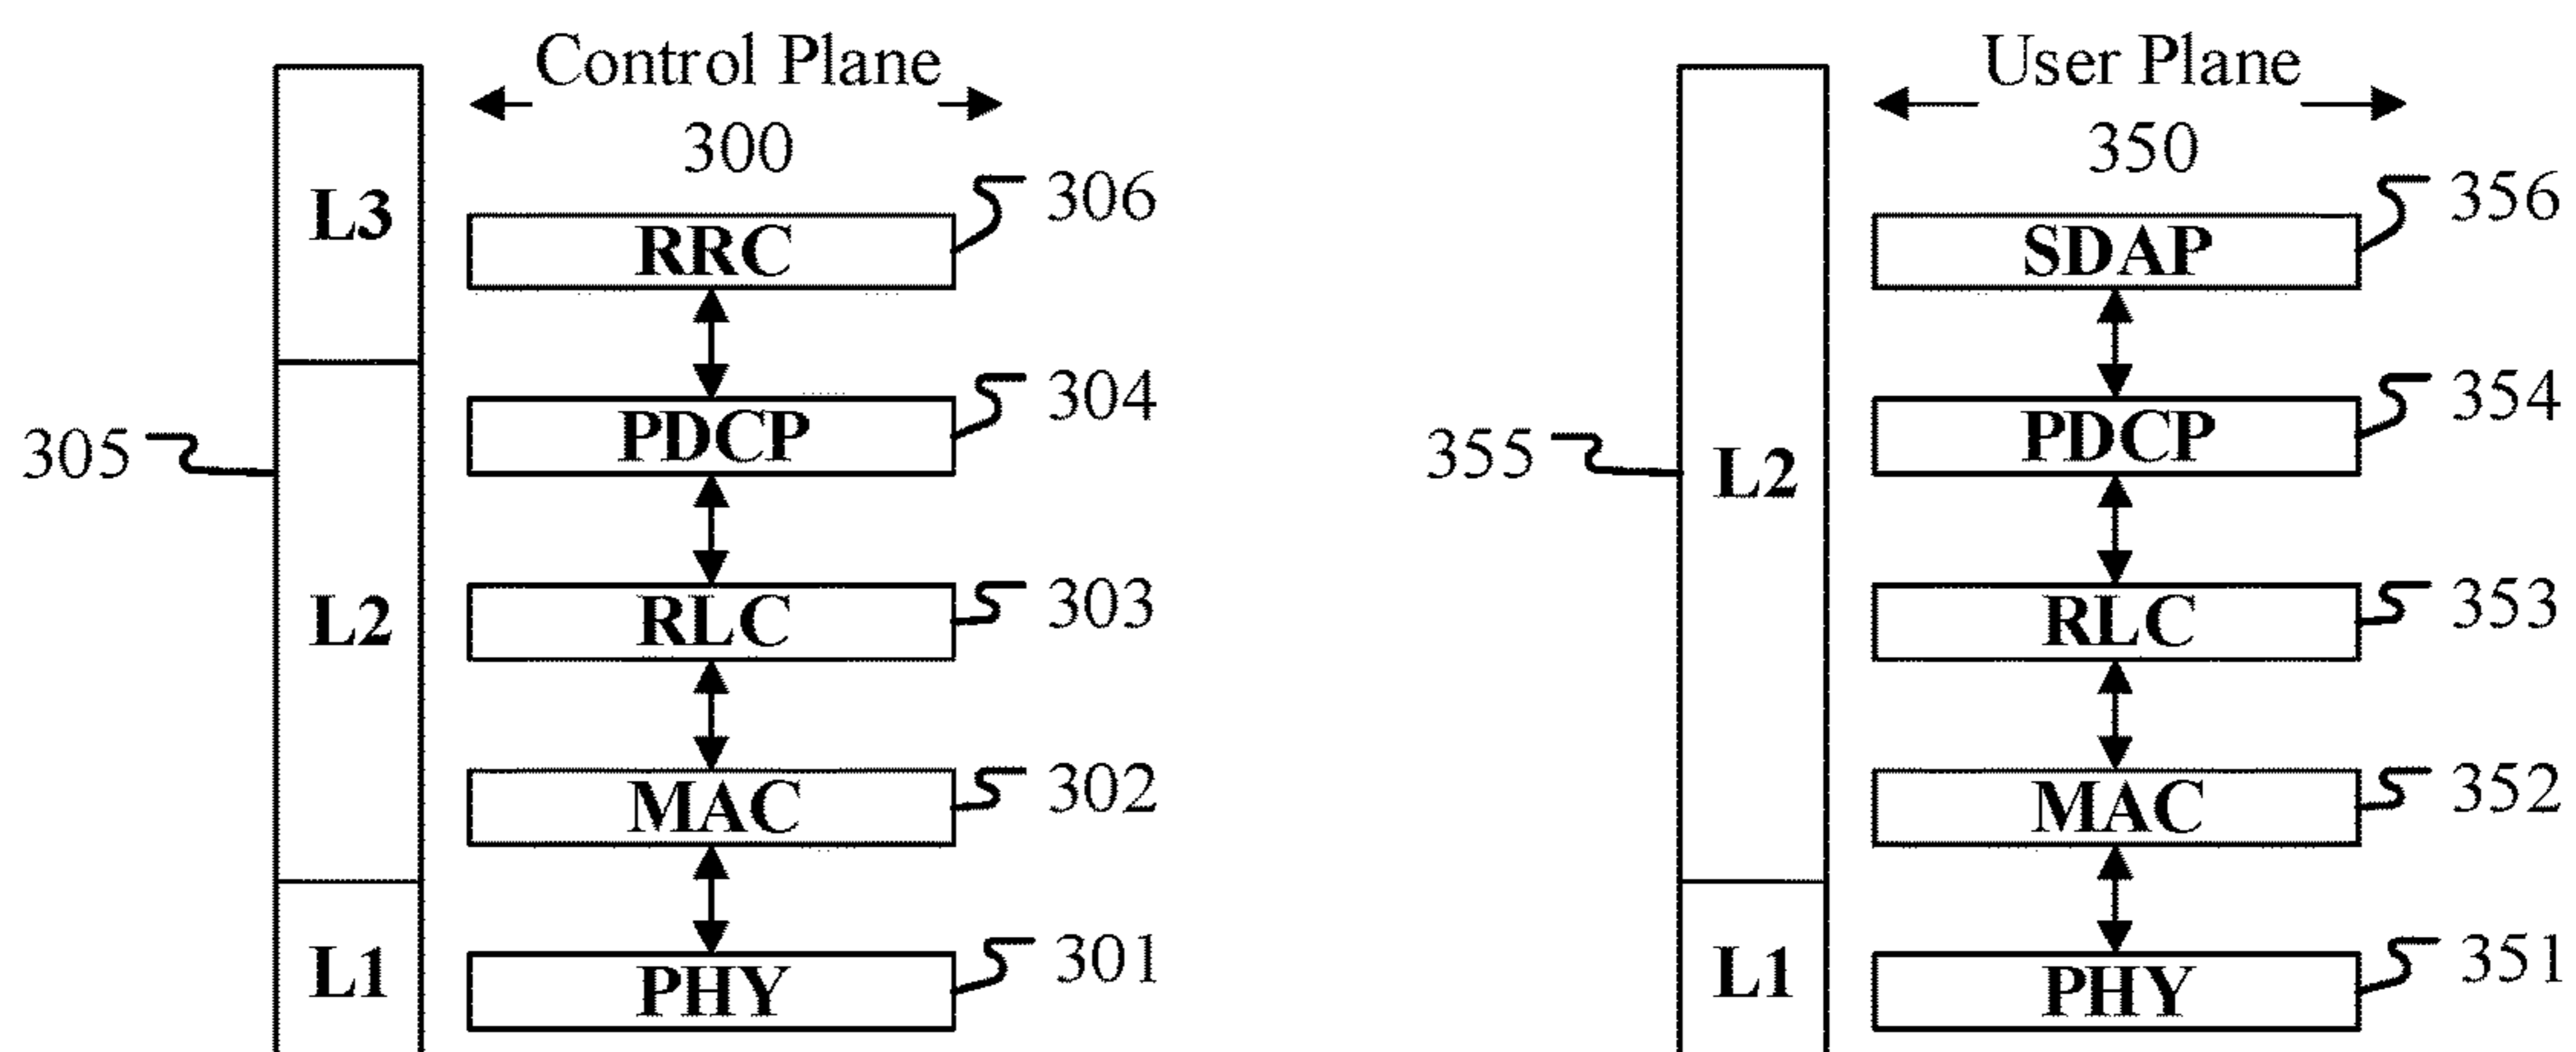 Control Plane
300
L3
RRC
306
PDCP
304
305
L2
RLC
303
MAC
302
L1
PHY
301
User Plane
350
SDAP
356
PDCP
354
355
L2
RLC
353
MAC
352
L1
PHY
351